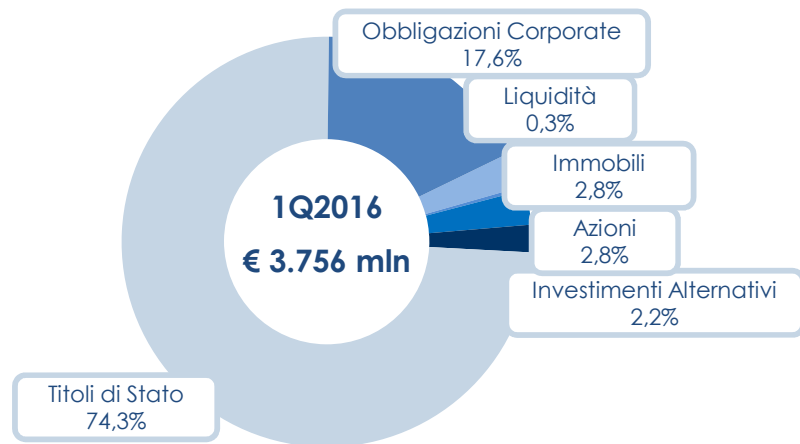 Obbligazioni Corporate
17,6%
Liquidità
0,3%
Immobili
2,8%
1Q2016
€ 3.756 mln
Azioni
2,8%
Investimenti Alternativi
2,2%
Titoli di Stato
74,3%